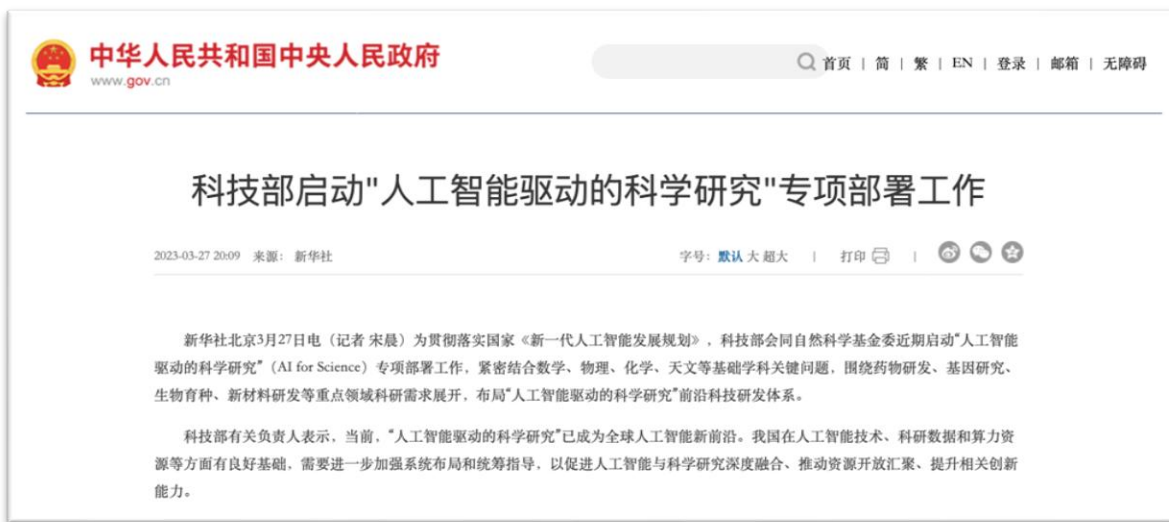 中华人民共和国中央人民政府
www.gov.cn
首页 | 简 | 繁 | EN | 登录 | 邮箱 | 无障碍
科技部启动"人工智能驱动的科学研究"专项部署工作
2023-03-27 20:09 来源: 新华社
字号: 默认 大 超大 | 打印 |
新华社北京3月27日电（记者 宋晨）为贯彻落实国家《新一代人工智能发展规划》，科技部会同自然科学基金委近期启动“人工智能
驱动的科学研究”（AI for Science）专项部署工作，紧密结合数学、物理、化学、天文等基础学科关键问题，围绕药物研发、基因研究、
生物育种、新材料研发等重点领域科研需求展开，布局“人工智能驱动的科学研究”前沿科技研发体系。
科技部有关负责人表示，当前，“人工智能驱动的科学研究”已成为全球人工智能新前沿。我国在人工智能技术、科研数据和算力资
源等方面有良好基础，需要进一步加强系统布局和统筹指导，以促进人工智能与科学研究深度融合、推动资源开放汇聚、提升相关创新
能力。